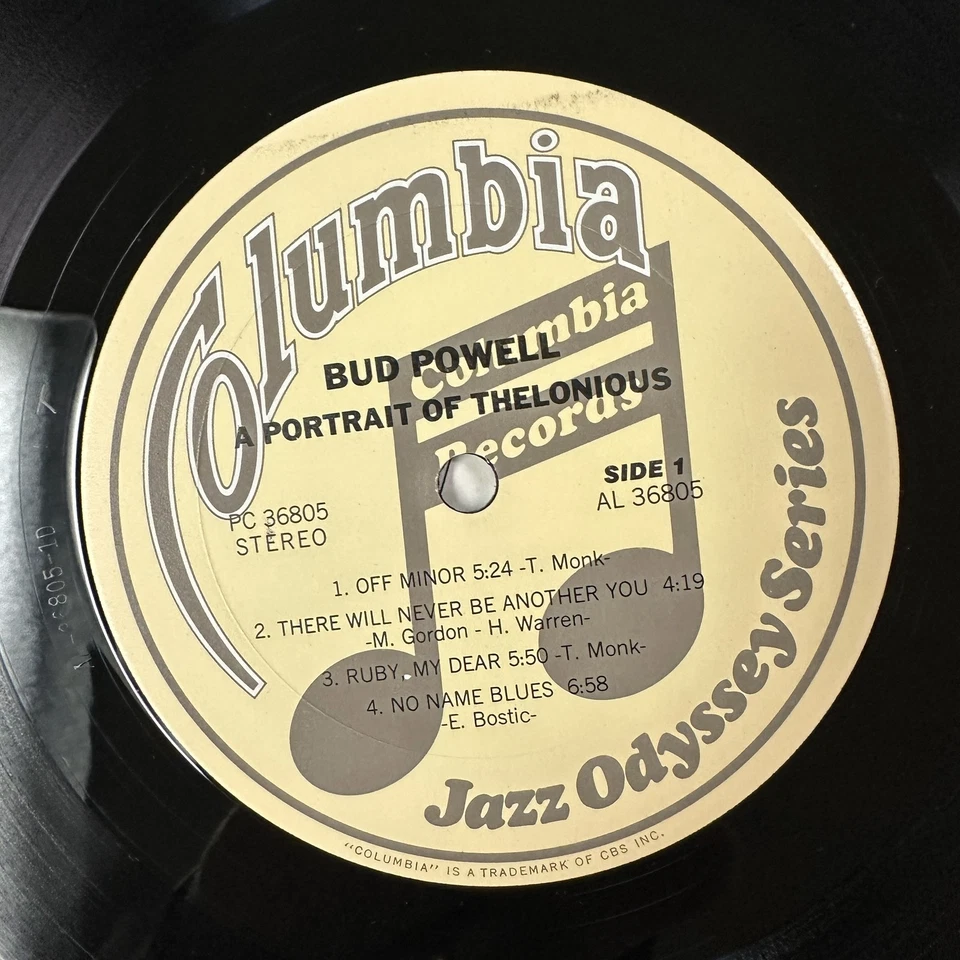 Columbia
Columbia
Records
BUD POWELL
A PORTRAIT OF THELONIOUS
SIDE 1
PC 36805
AL 36805
STEREO
1. OFF MINOR 5:24 -T. Monk-
2. THERE WILL NEVER BE ANOTHER YOU 4:19
-M. Gordon - H. Warren-
3. RUBY, MY DEAR 5:50 -T. Monk-
4. NO NAME BLUES 6:58
-E. Bostic-
Jazz Odyssey Series
"COLUMBIA" IS A TRADEMARK OF CBS INC.